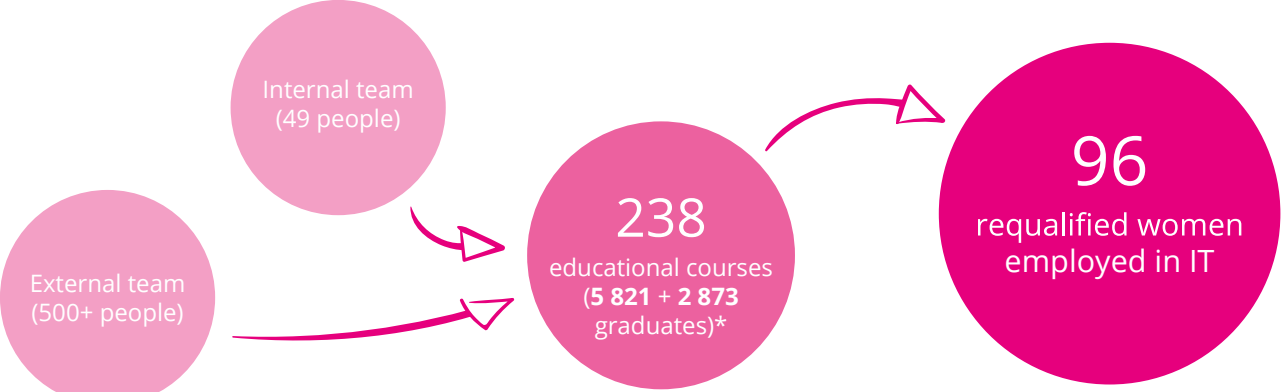 Internal team
(49 people)
External team
(500+ people)
238
educational courses
(5 821 + 2 873
graduates)*
96
requalified women
employed in IT